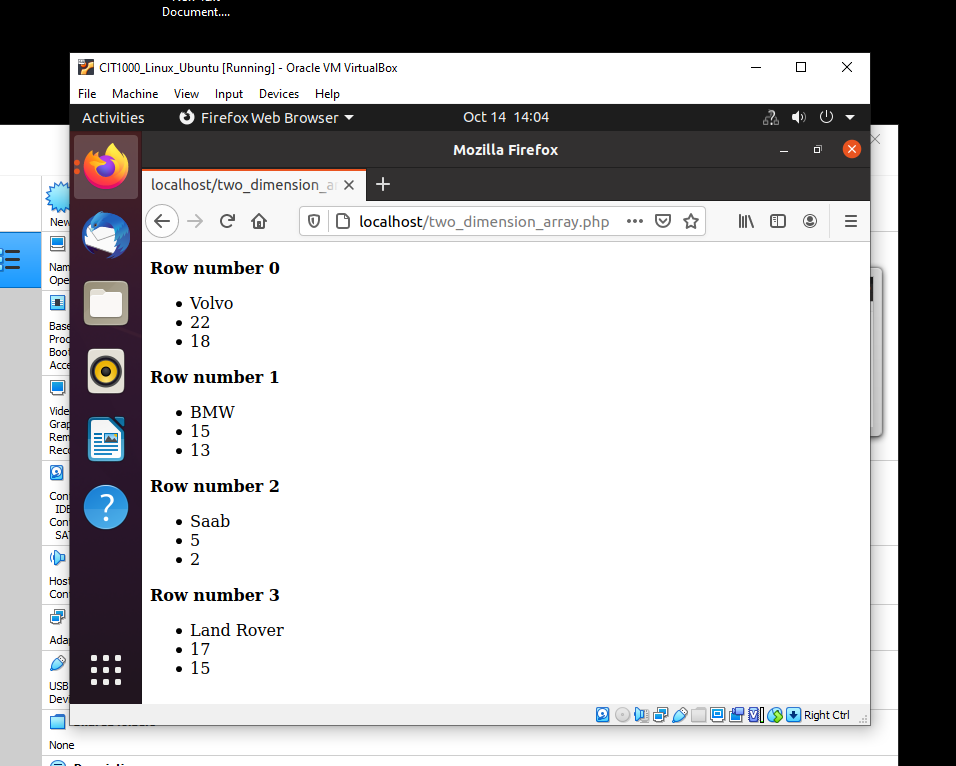 Document....
CIT1000_Linux_Ubuntu [Running] - Oracle VM VirtualBox
File Machine View Input Devices Help
Activities Firefox Web Browser Oct 14 14:04
Mozilla Firefox
localhost/two_dimension_a
localhost/two_dimension_array.php
Row number 0
Volvo
22
18
Row number 1
BMW
15
13
Row number 2
Saab
5
2
Row number 3
Land Rover
17
15
Right Ctrl
New
Nam
Ope
Base
Proc
Boot
Acce
Vide
Grap
Rem
Reco
Con
IDE
Con
SAT
Host
Con
Ada
USB
Devi
None